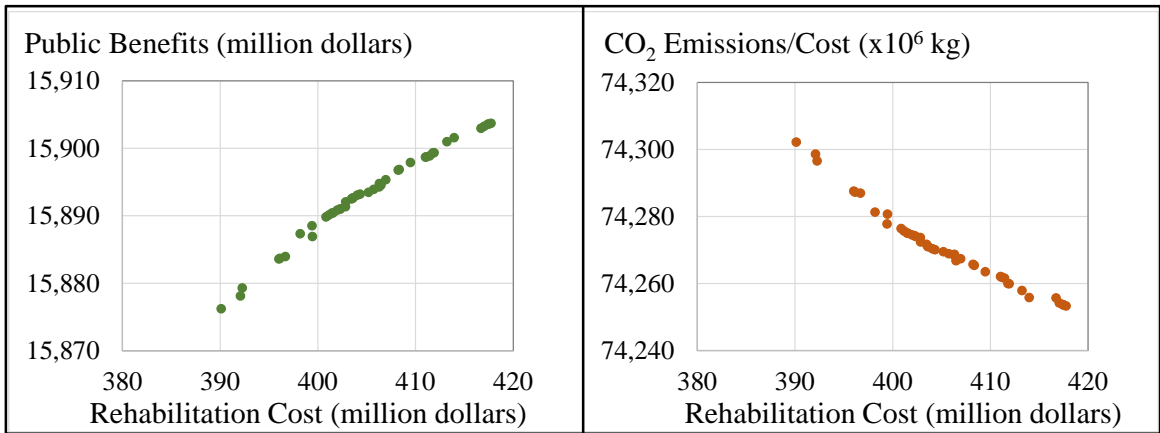 Public Benefits (million dollars)
15,910
15,900
15,890
15,880
15,870
380 390 400 410 420
Rehabilitation Cost (million dollars)
CO₂ Emissions/Cost (x10⁶ kg)
74,320
74,300
74,280
74,260
74,240
380 390 400 410 420
Rehabilitation Cost (million dollars)